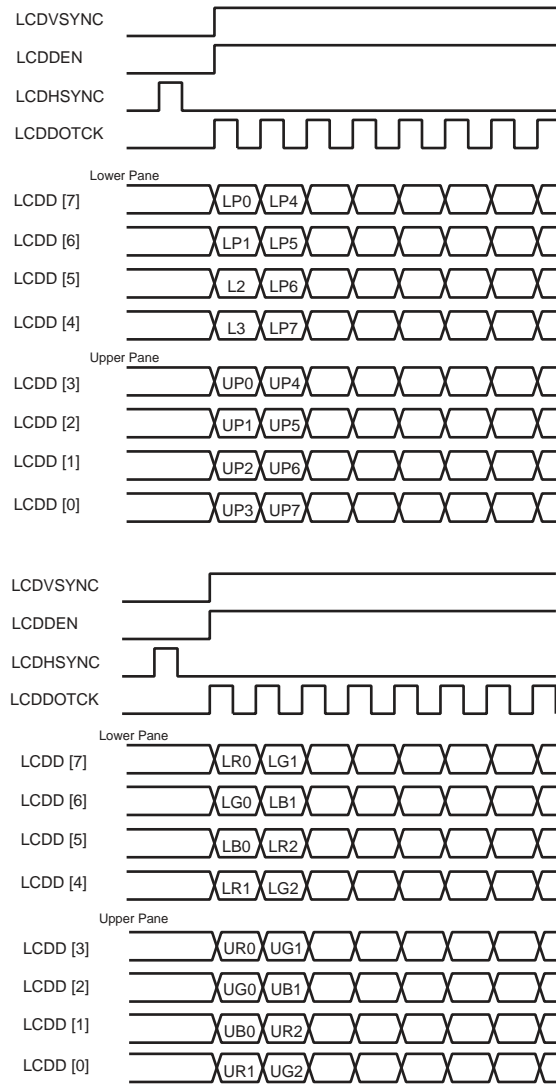 LCDVSYNC
LCDDEN
LCDHSYNC
LCDDOTCK
Lower Pane
LCDD [7] LP0 LP4
LCDD [6] LP1 LP5
LCDD [5] L2 LP6
LCDD [4] L3 LP7
Upper Pane
LCDD [3] UP0 UP4
LCDD [2] UP1 UP5
LCDD [1] UP2 UP6
LCDD [0] UP3 UP7
LCDVSYNC
LCDDEN
LCDHSYNC
LCDDOTCK
Lower Pane
LCDD [7] LR0 LG1
LCDD [6] LG0 LB1
LCDD [5] LB0 LR2
LCDD [4] LR1 LG2
Upper Pane
LCDD [3] UR0 UG1
LCDD [2] UG0 UB1
LCDD [1] UB0 UR2
LCDD [0] UR1 UG2